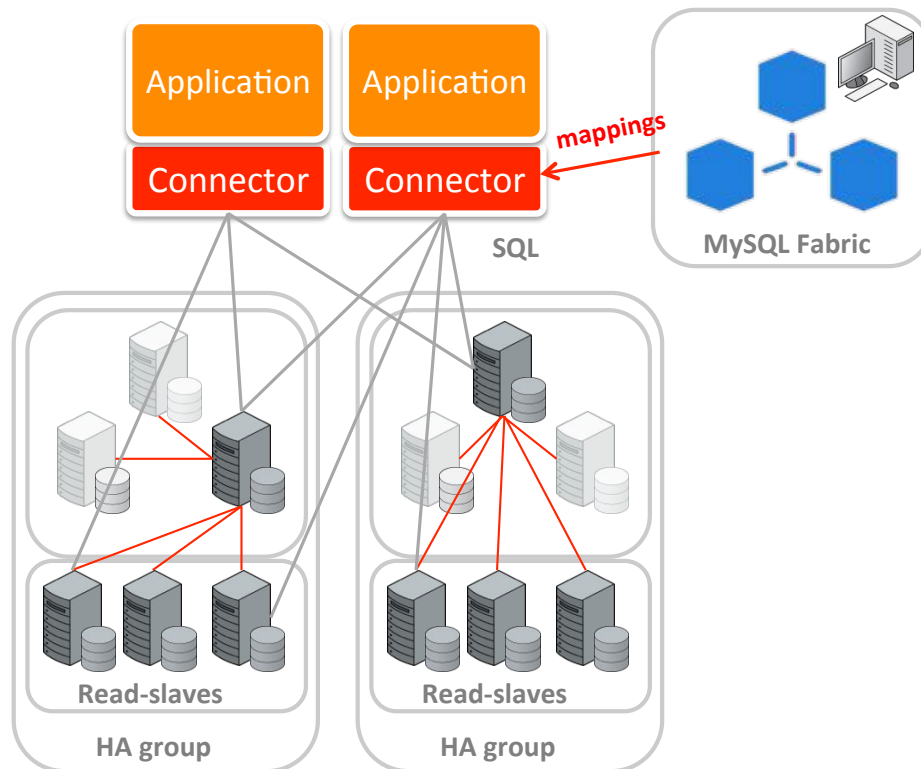 Application
Application
mappings
Connector
Connector
MySQL Fabric
SQL
Read-slaves
Read-slaves
HA group
HA group